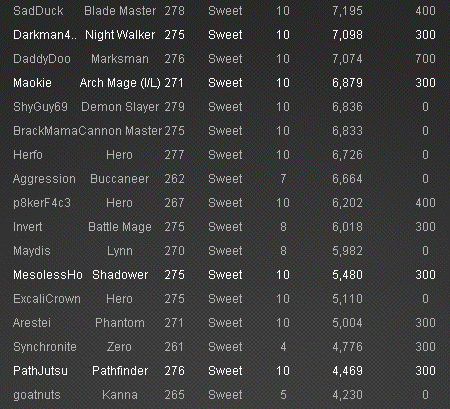 SadDuck Blade Master 278 Sweet 10 7,195 400
Darkman4.. Night Walker 275 Sweet 10 7,098 300
DaddyDoo Marksman 276 Sweet 10 7,074 700
Maokie Arch Mage (I/L) 271 Sweet 10 6,879 300
ShyGuy69 Demon Slayer 279 Sweet 10 6,836 0
BrackMama Cannon Master 275 Sweet 10 6,833 0
Herfo Hero 277 Sweet 10 6,726 0
Aggression Buccaneer 262 Sweet 7 6,664 0
p8kerF4c3 Hero 267 Sweet 10 6,202 400
Invert Battle Mage 275 Sweet 8 6,018 300
Maydis Lynn 270 Sweet 8 5,982 0
MesolessHo Shadower 275 Sweet 10 5,480 300
ExcaliCrown Hero 275 Sweet 10 5,110 0
Arestei Phantom 271 Sweet 10 5,004 300
Synchronite Zero 261 Sweet 4 4,776 300
PathJutsu Pathfinder 276 Sweet 10 4,469 300
goatnuts Kanna 265 Sweet 5 4,230 0